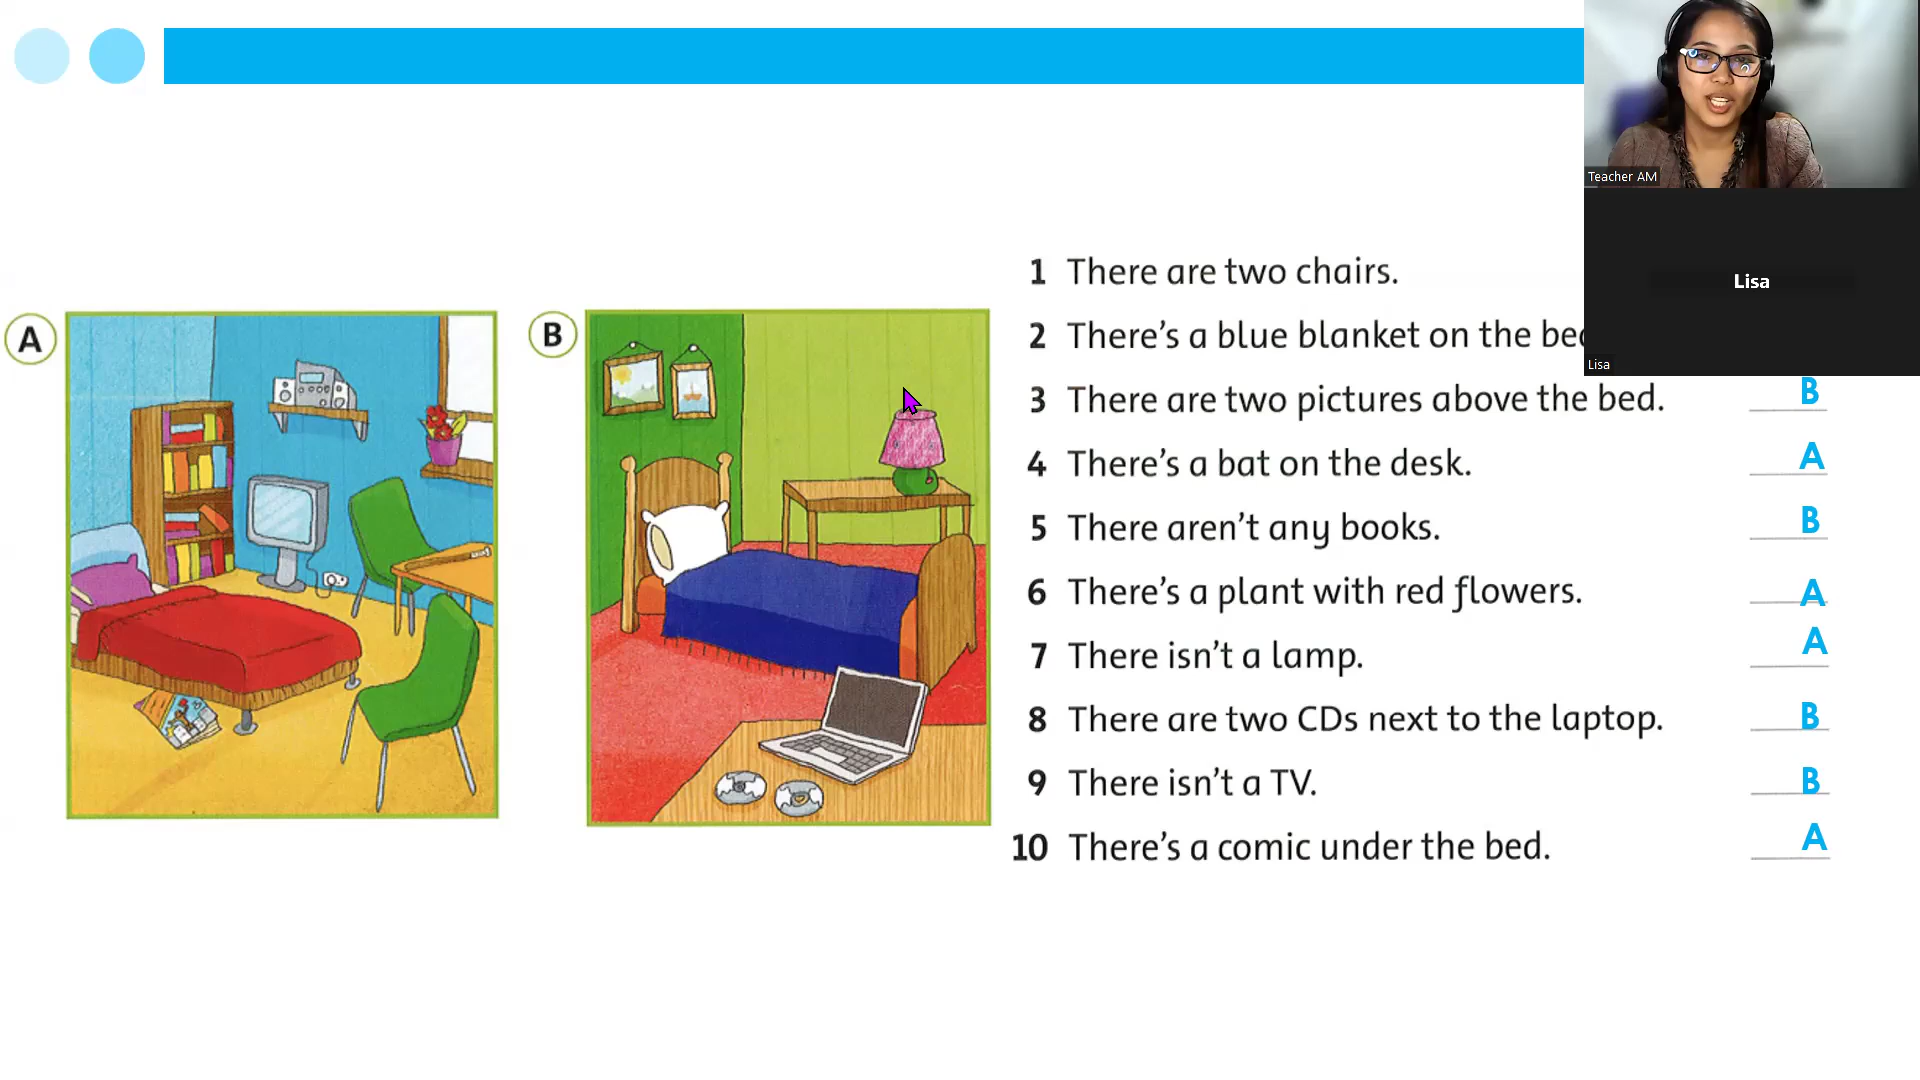 Teacher AM
Lisa
Lisa
A
B
1 There are two chairs.
2 There's a blue blanket on the be
3 There are two pictures above the bed. B
4 There's a bat on the desk. A
5 There aren't any books. B
6 There's a plant with red flowers. A
7 There isn't a lamp. A
8 There are two CDs next to the laptop. B
9 There isn't a TV. B
10 There's a comic under the bed. A